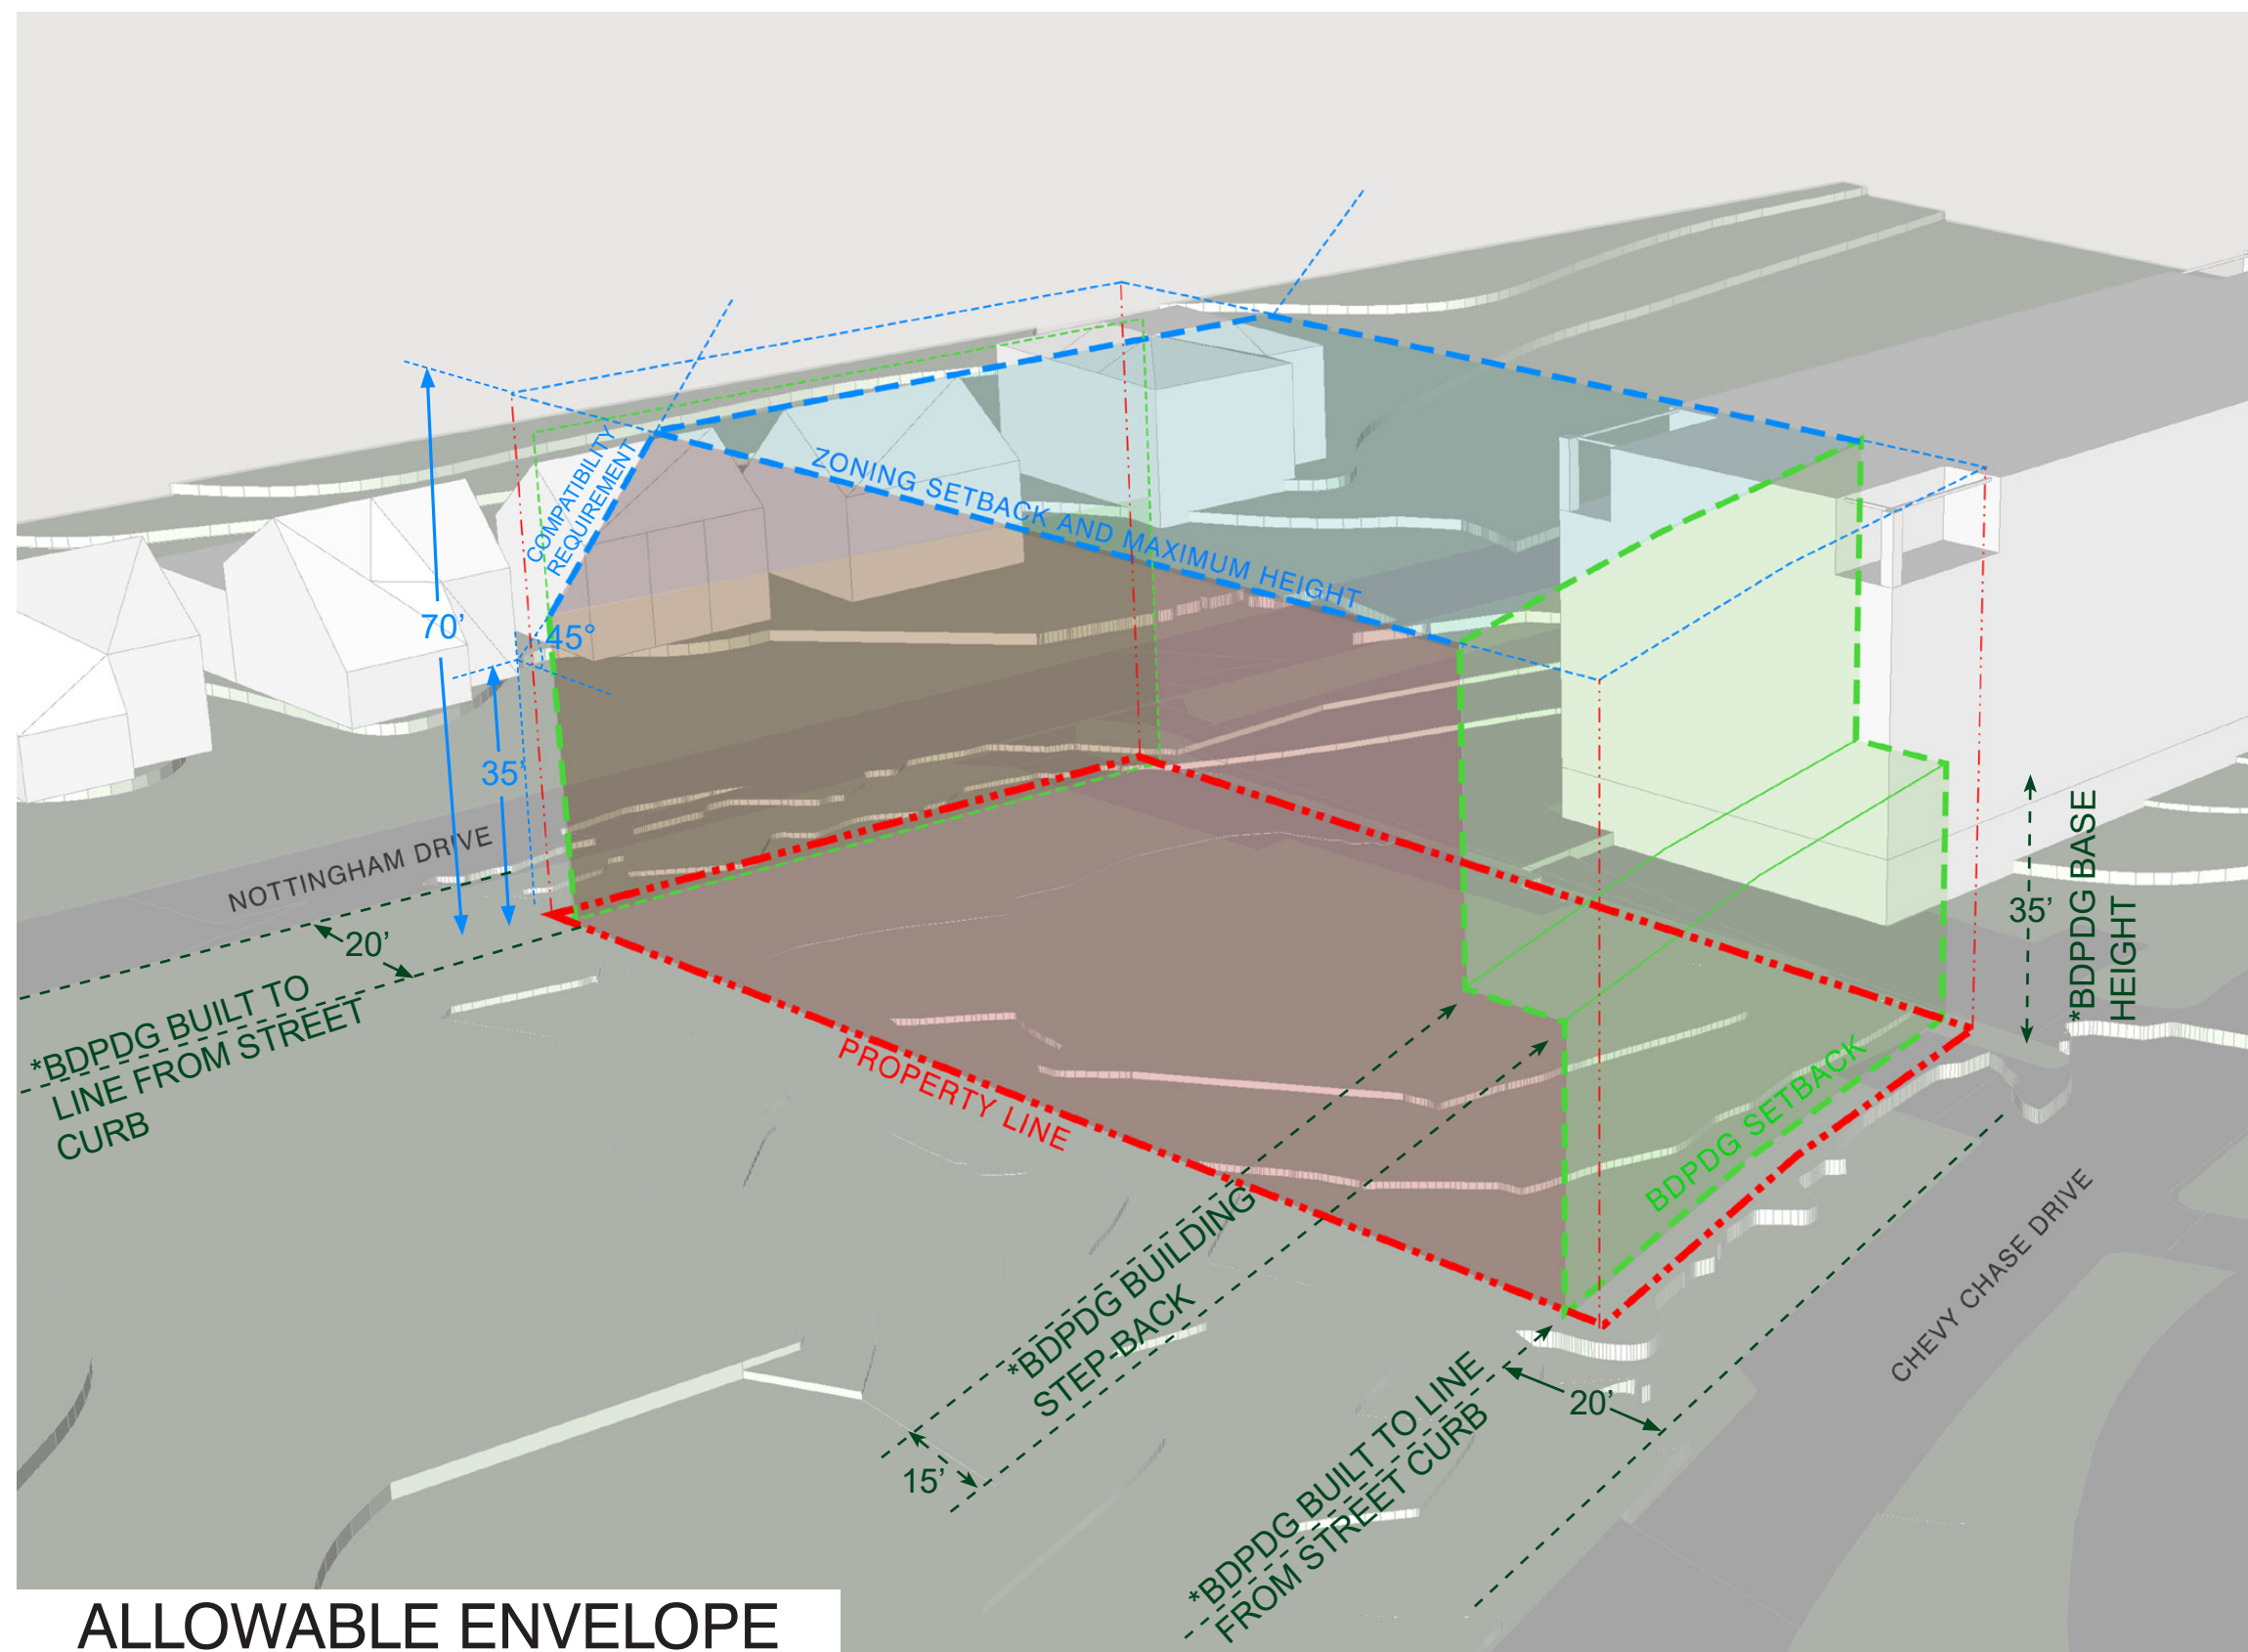 COMPATIBILITY
REQUIREMENT
ZONING SETBACK AND MAXIMUM HEIGHT
70’
45°
35’
NOTTINGHAM DRIVE
20’
*BDPDG BUILT TO
LINE FROM STREET
CURB
PROPERTY LINE
35’
*BDPDG BASE
HEIGHT
BDPDG SETBACK
*BDPDG BUILDING
STEP-BACK
15’
*BDPDG BUILT TO LINE
FROM STREET CURB
20’
CHEVY CHASE DRIVE
ALLOWABLE ENVELOPE